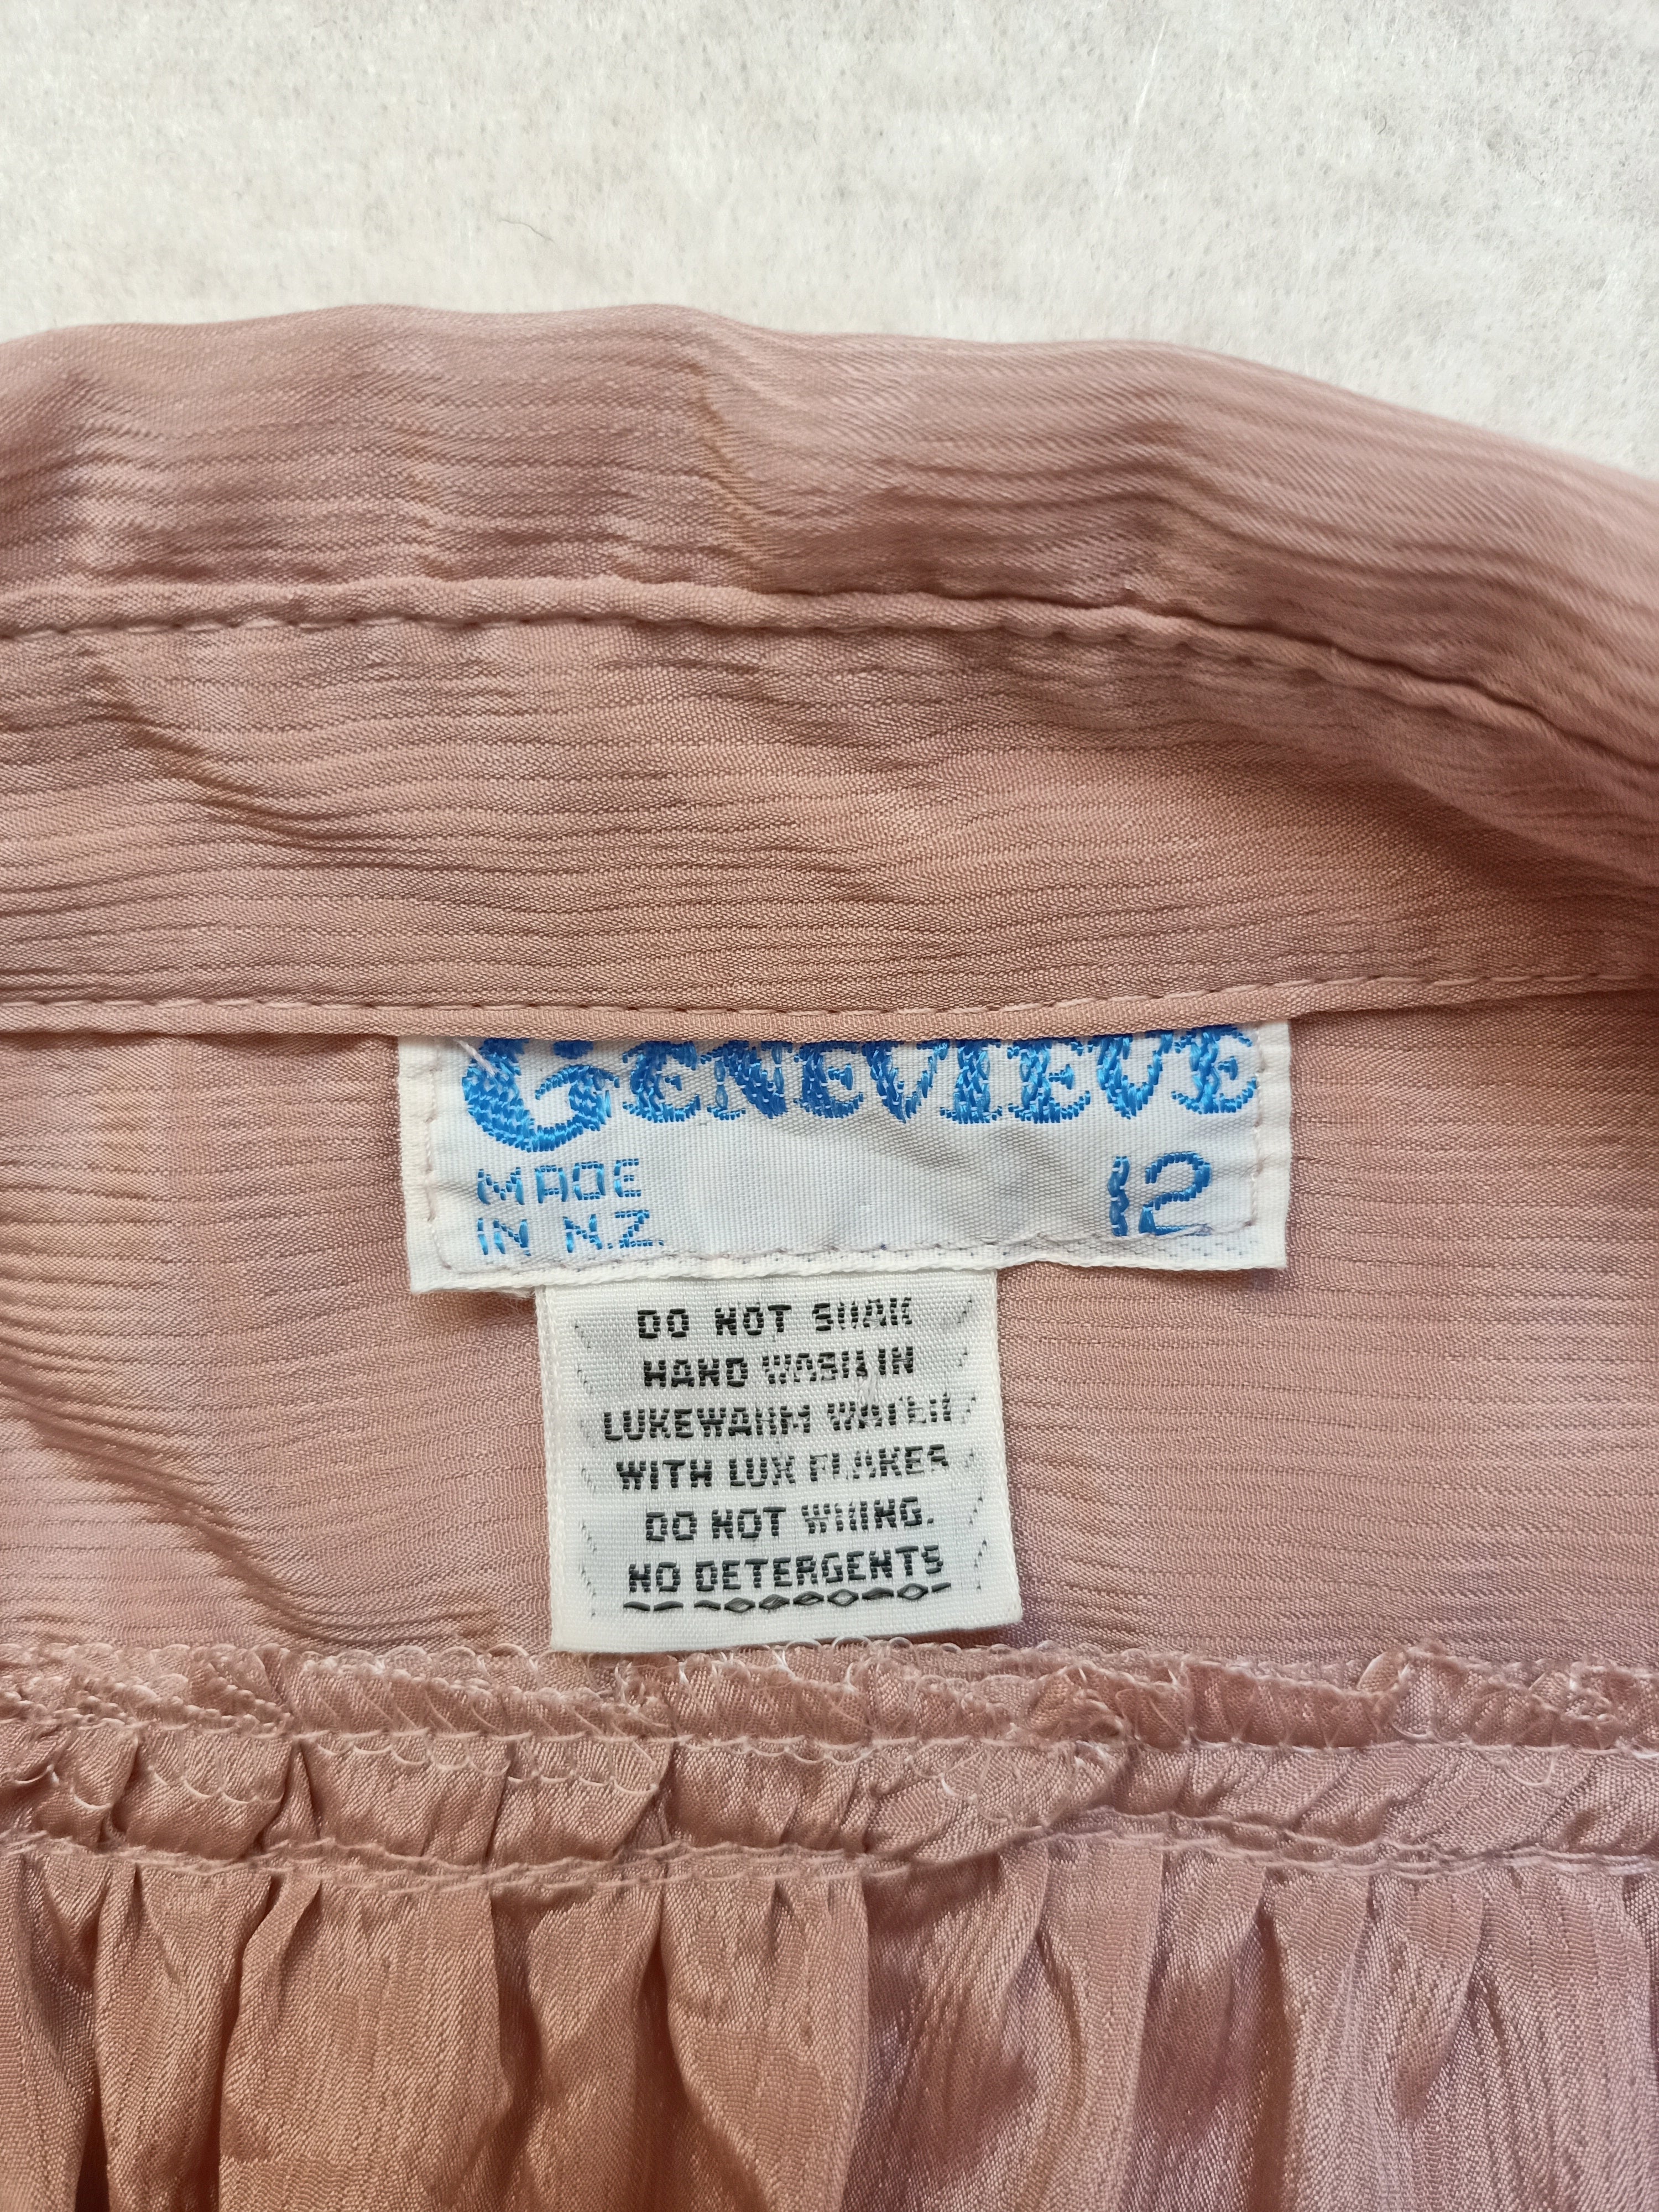 GENEVIEVE
MADE
IN N.Z.
12
DO NOT SOAK
HAND WASH IN
LUKEWARM WATER
WITH LUX FLAKES
DO NOT WRING.
NO DETERGENTS